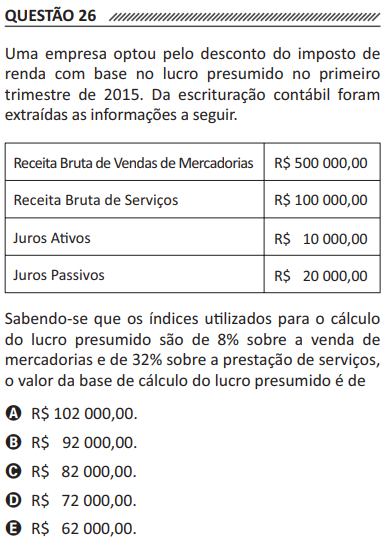 QUESTÃO 26
Uma empresa optou pelo desconto do imposto de
renda com base no lucro presumido no primeiro
trimestre de 2015. Da escrituração contábil foram
extraídas as informações a seguir.
Receita Bruta de Vendas de Mercadorias R$ 500 000,00
Receita Bruta de Serviços R$ 100 000,00
Juros Ativos R$ 10 000,00
Juros Passivos R$ 20 000,00
Sabendo-se que os índices utilizados para o cálculo
do lucro presumido são de 8% sobre a venda de
mercadorias e de 32% sobre a prestação de serviços,
o valor da base de cálculo do lucro presumido é de
A R$ 102 000,00.
B R$ 92 000,00.
C R$ 82 000,00.
D R$ 72 000,00.
E R$ 62 000,00.